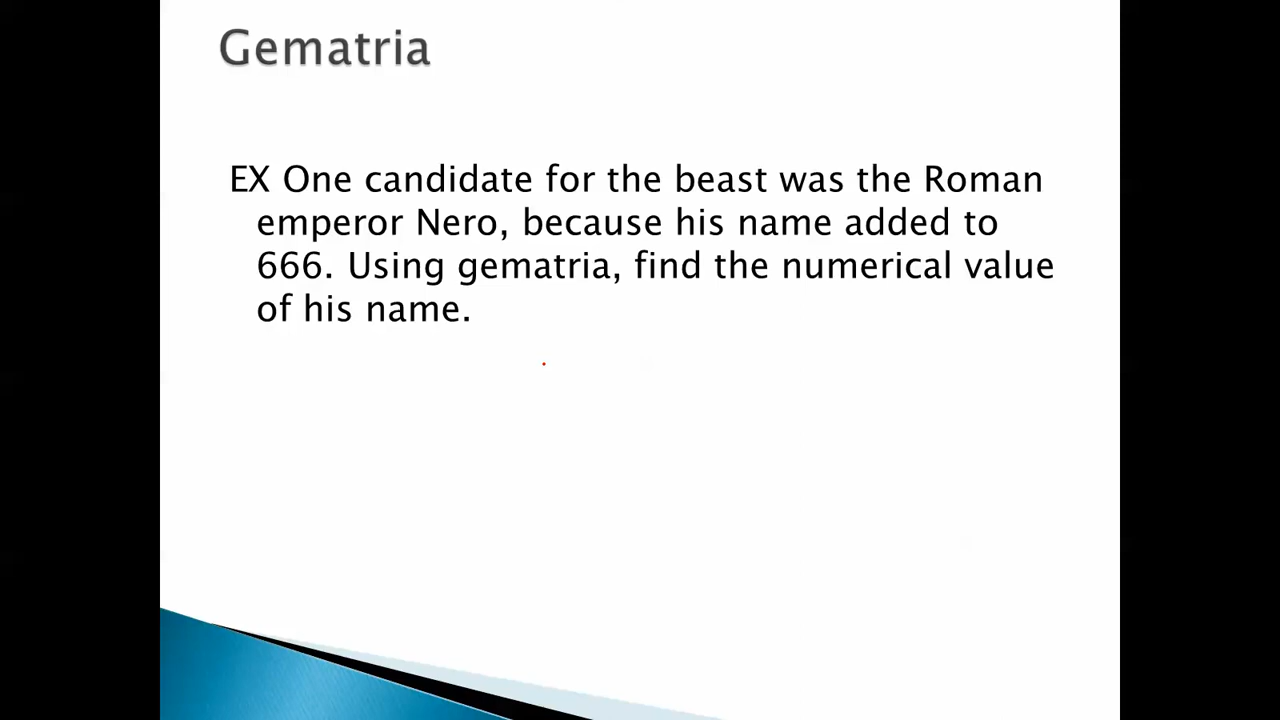 Gematria
EX One candidate for the beast was the Roman
emperor Nero, because his name added to
666. Using gematria, find the numerical value
of his name.